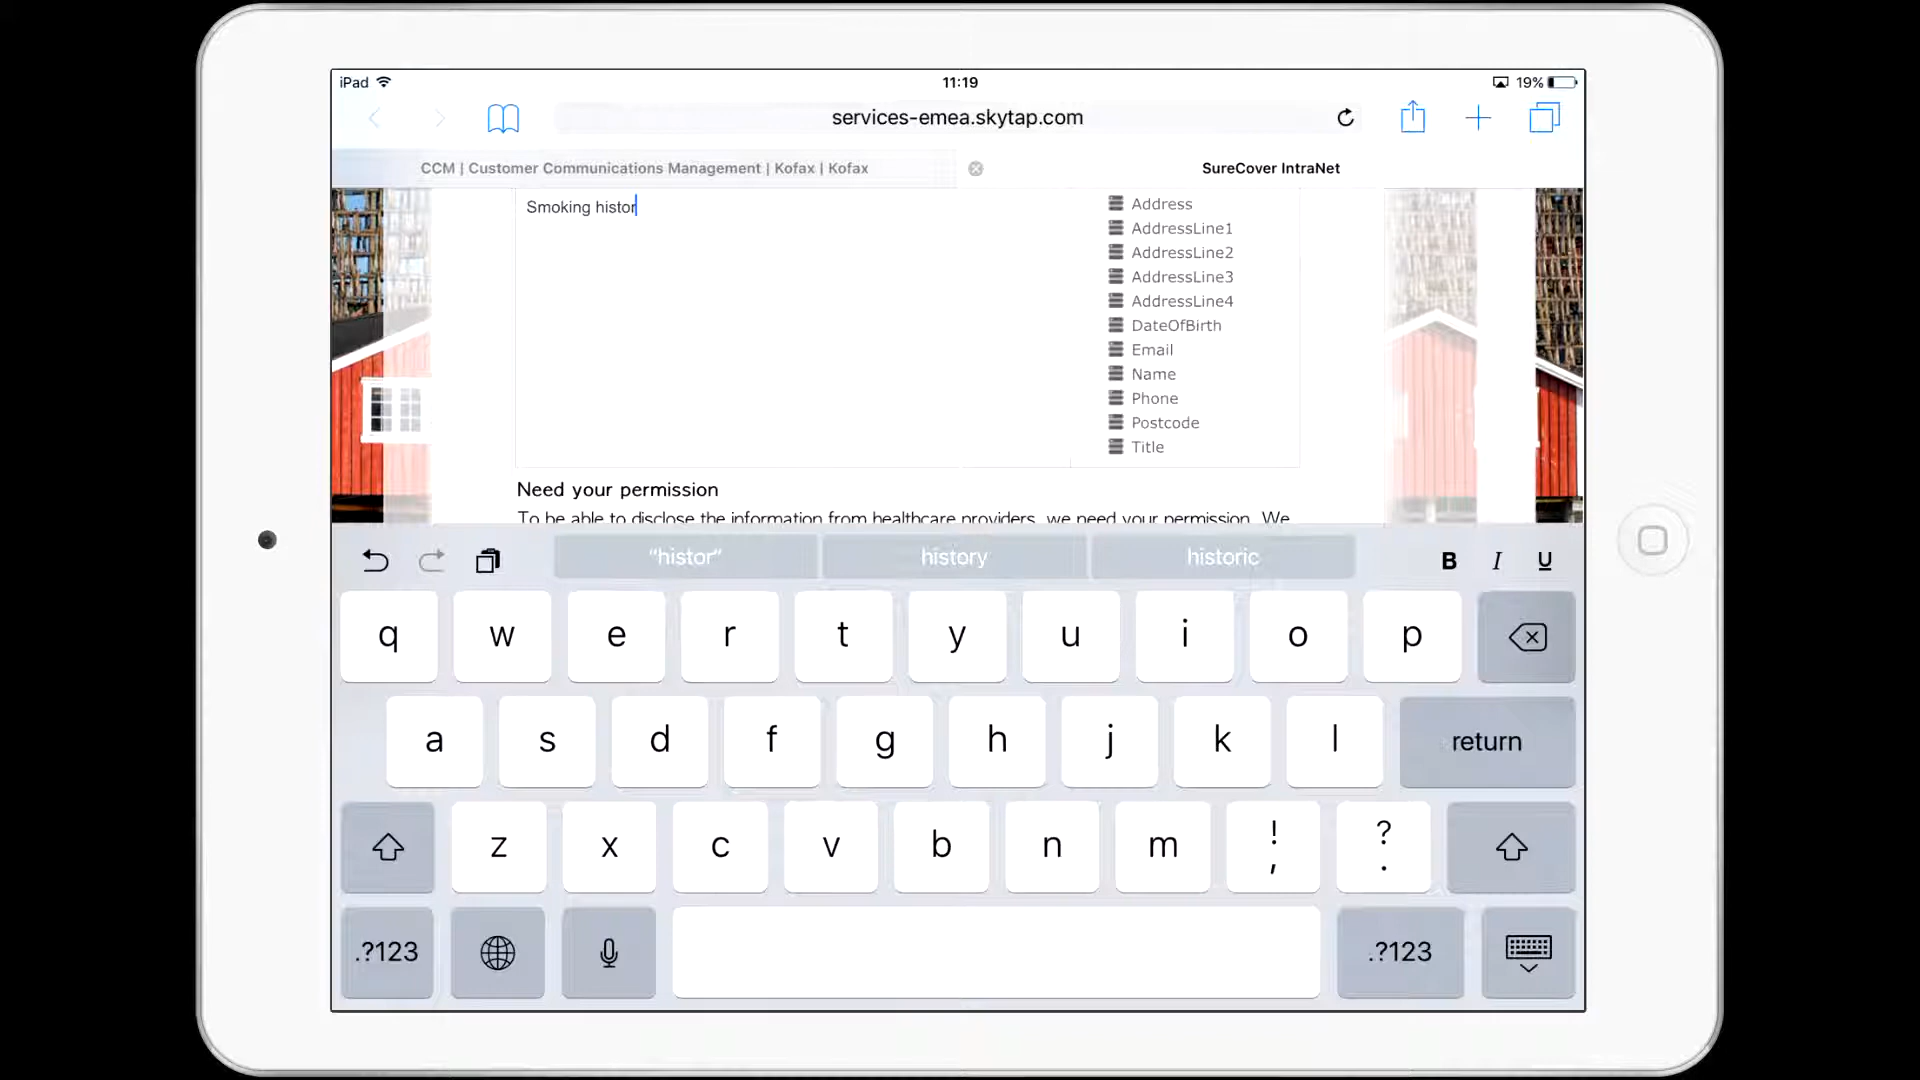 iPad
11:19
19%
services-emea.skytap.com
CCM | Customer Communications Management | Kofax | Kofax
SureCover IntraNet
Smoking histor
Address
AddressLine1
AddressLine2
AddressLine3
AddressLine4
DateOfBirth
Email
Name
Phone
Postcode
Title
Need your permission
To be able to disclose the information from healthcare providers, we need your permission. We
"histor" history historic
B I U
q w e r t y u i o p
a s d f g h j k l return
z x c v b n m ! , ? .
.?123 .?123